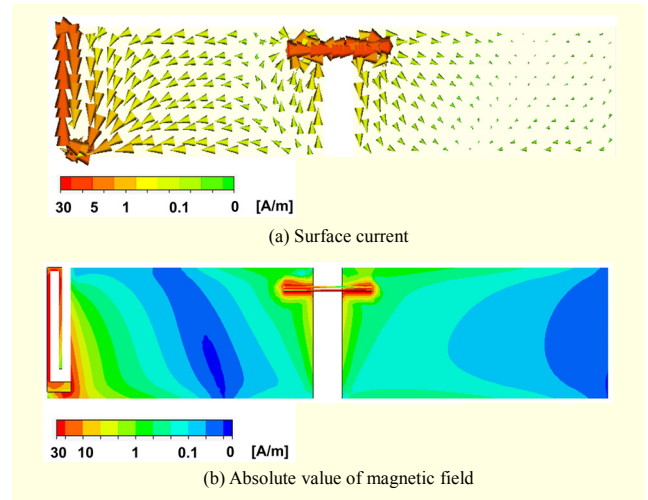 30 5 1 0.1 0 [A/m]
(a) Surface current
30 10 1 0.1 0 [A/m]
(b) Absolute value of magnetic field